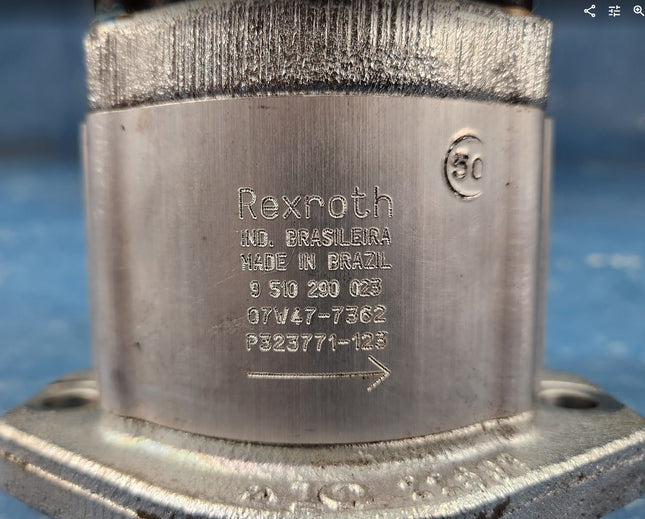 50
Rexroth
IND. BRASILEIRA
MADE IN BRAZIL
9 510 290 023
07W47-7362
P323771-123